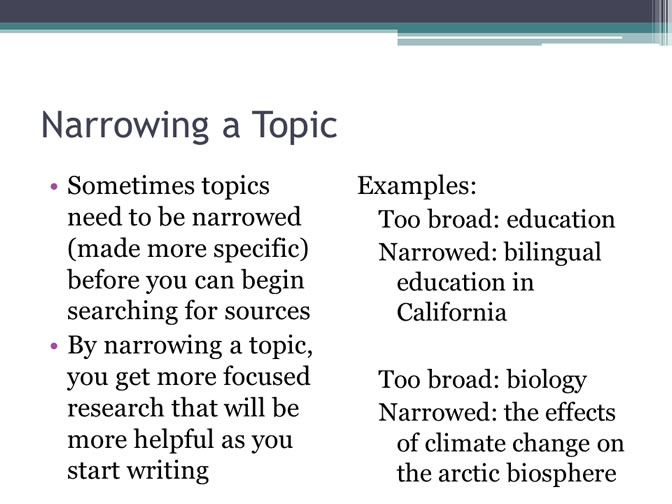 Narrowing a Topic
• Sometimes topics
need to be narrowed
(made more specific)
before you can begin
searching for sources
• By narrowing a topic,
you get more focused
research that will be
more helpful as you
start writing
Examples:
Too broad: education
Narrowed: bilingual
education in
California
Too broad: biology
Narrowed: the effects
of climate change on
the arctic biosphere